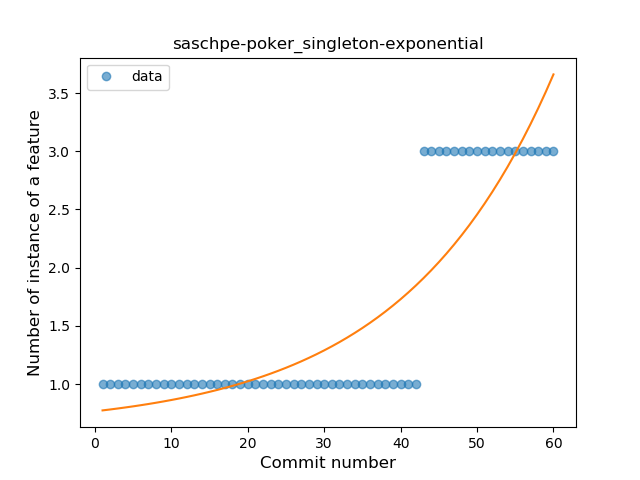 saschpe-poker_singleton-exponential
data
Number of instance of a feature
3.5
3.0
2.5
2.0
1.5
1.0
0 10 20 30 40 50 60
Commit number